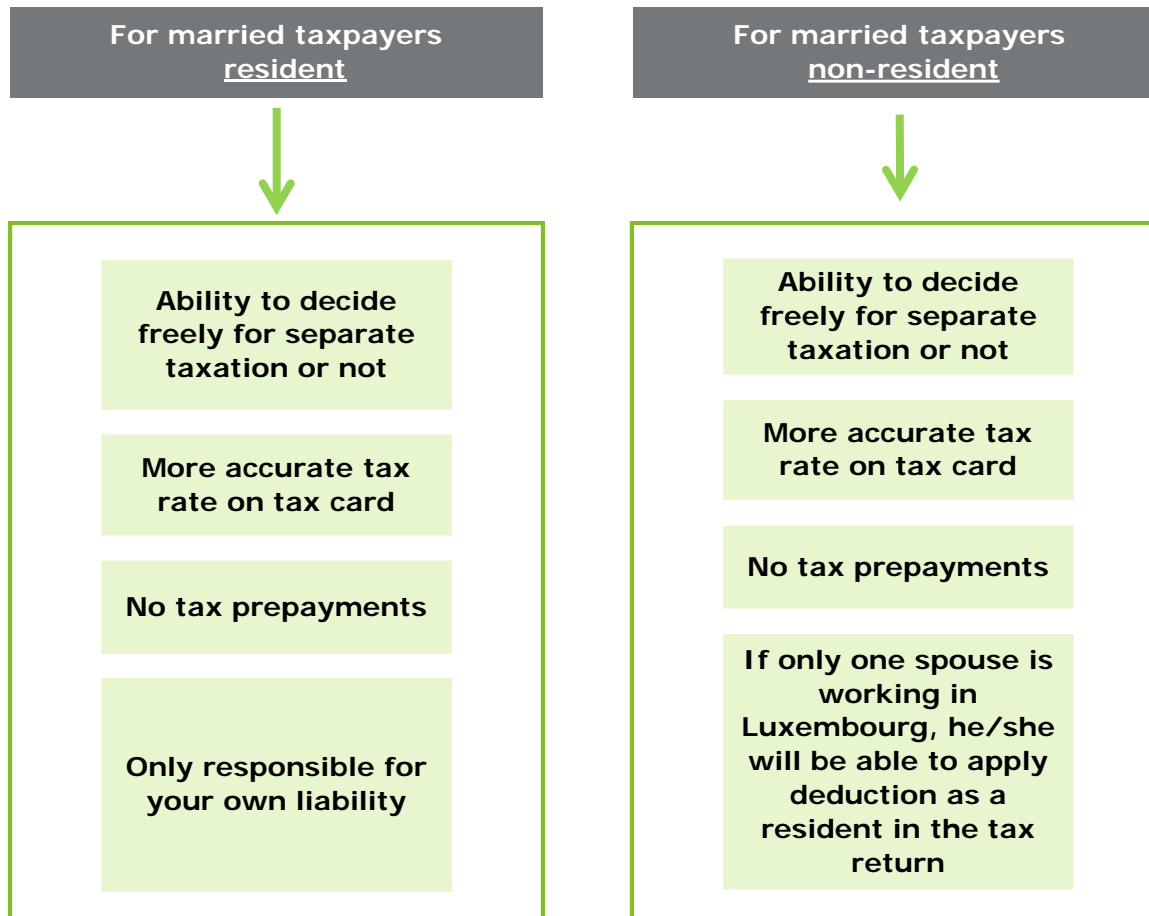 For married taxpayers
resident
Ability to decide
freely for separate
taxation or not
More accurate tax
rate on tax card
No tax prepayments
Only responsible for
your own liability
For married taxpayers
non-resident
Ability to decide
freely for separate
taxation or not
More accurate tax
rate on tax card
No tax prepayments
If only one spouse is
working in
Luxembourg, he/she
will be able to apply
deduction as a
resident in the tax
return